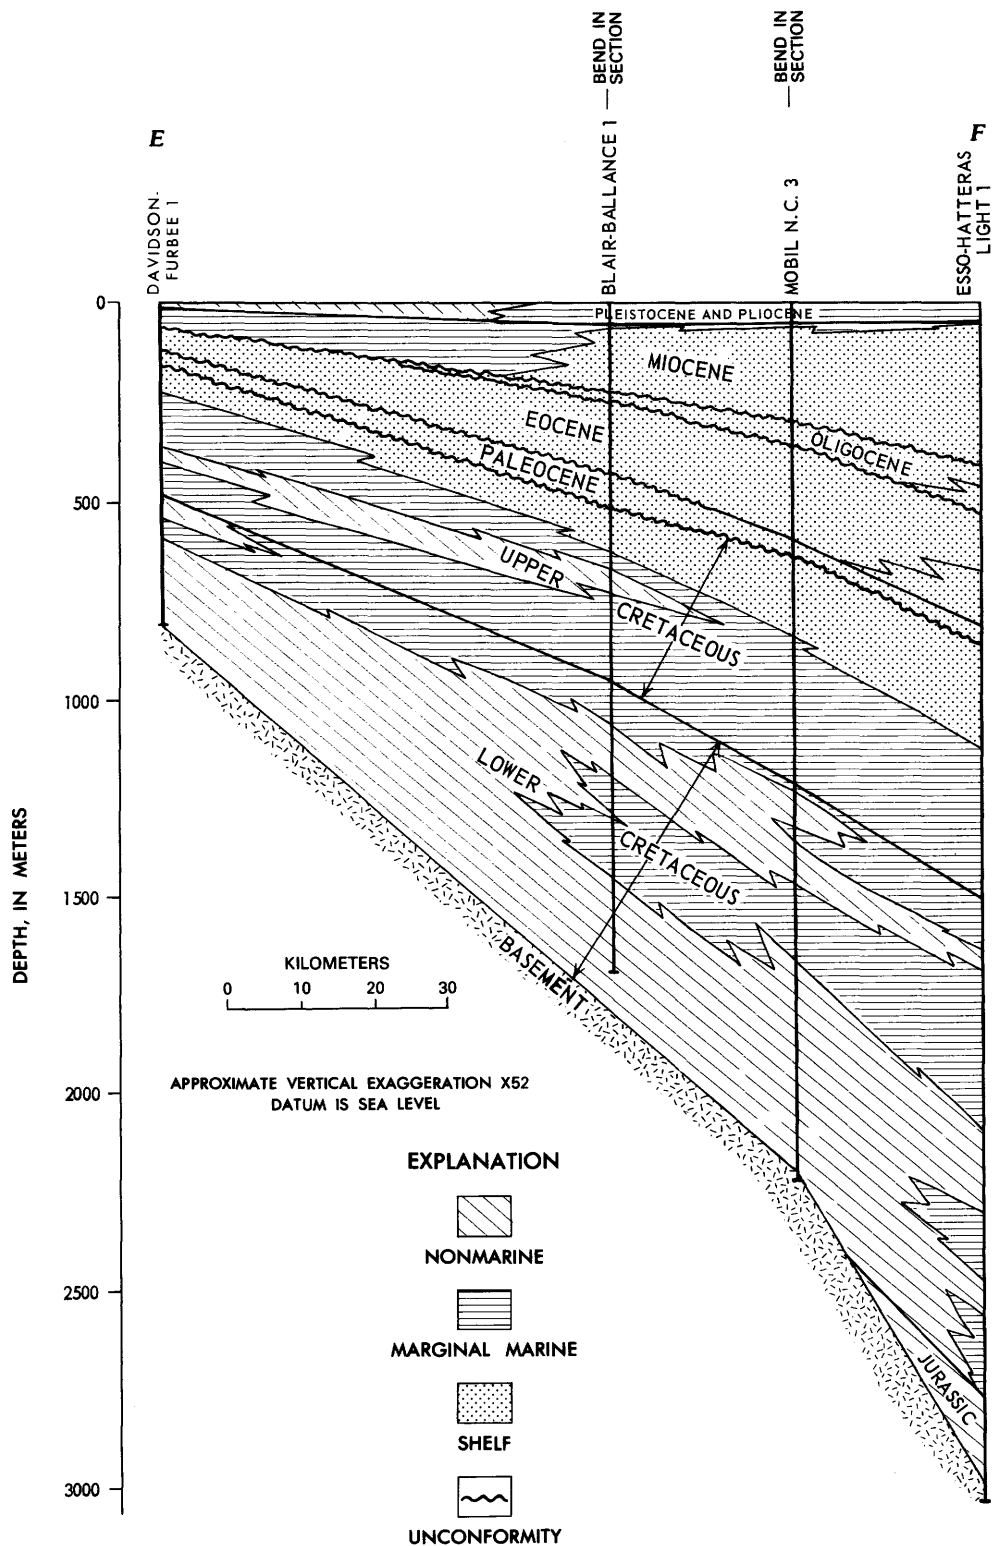 BEND IN
SECTION
BEND IN
SECTION
E
F
DAVIDSON-
FURBEE 1
BLAIR-BALLANCE 1
MOBIL N.C. 3
ESSO-HATTERAS
LIGHT 1
0
500
1000
1500
2000
2500
3000
DEPTH, IN METERS
PLEISTOCENE AND PLIOCENE
MIOCENE
OLIGOCENE
EOCENE
PALEOCENE
UPPER
CRETACEOUS
LOWER
CRETACEOUS
BASEMENT
JURASSIC
KILOMETERS
0 10 20 30
APPROXIMATE VERTICAL EXAGGERATION X52
DATUM IS SEA LEVEL
EXPLANATION
NONMARINE
MARGINAL MARINE
SHELF
UNCONFORMITY